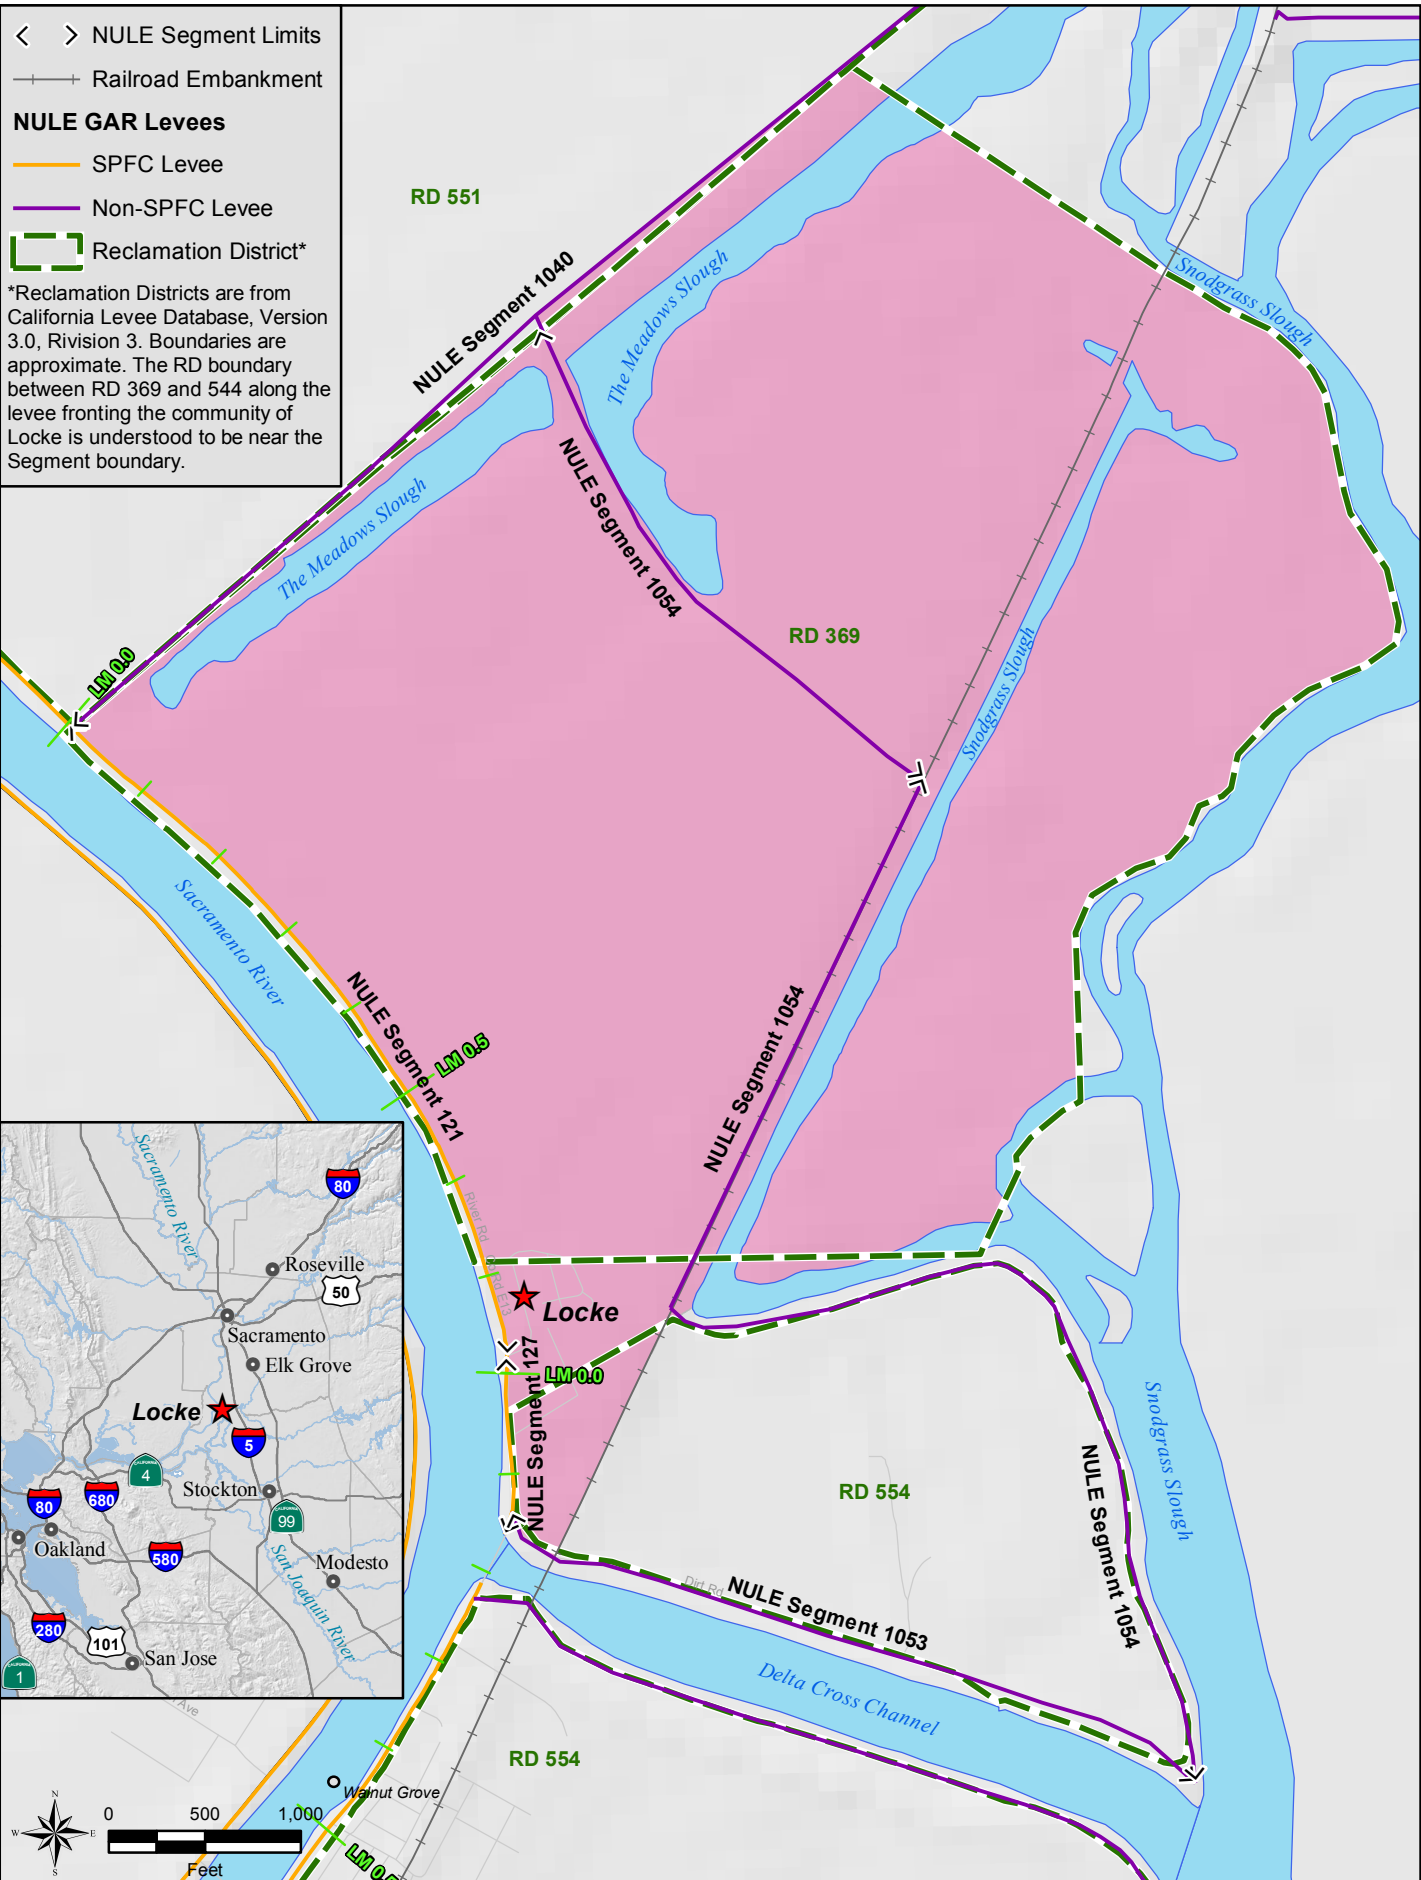 NULE Segment Limits
Railroad Embankment
NULE GAR Levees
SPFC Levee
Non-SPFC Levee
Reclamation District*
*Reclamation Districts are from
California Levee Database, Version
3.0, Rivision 3. Boundaries are
approximate. The RD boundary
between RD 369 and 544 along the
levee fronting the community of
Locke is understood to be near the
Segment boundary.
RD 551
NULE Segment 1040
The Meadows Slough
Snodgrass Slough
The Meadows Slough
NULE Segment 1054
RD 369
LM 0.0
Snodgrass Slough
Sacramento River
NULE Segment 121
LM 0.5
NULE Segment 1054
River Rd
Locke
NULE Segment 127
LM 0.0
Snodgrass Slough
RD 554
NULE Segment 1054
Dirt Rd
NULE Segment 1053
Delta Cross Channel
RD 554
Walnut Grove
Ave
Sacramento River
80
Roseville
50
Sacramento
Elk Grove
Locke
5
4
Stockton
80
680
CALIFORNIA
99
Oakland
580
Modesto
San Joaquin River
280
101
San Jose
1
N
W
E
S
0
500
1,000
Feet